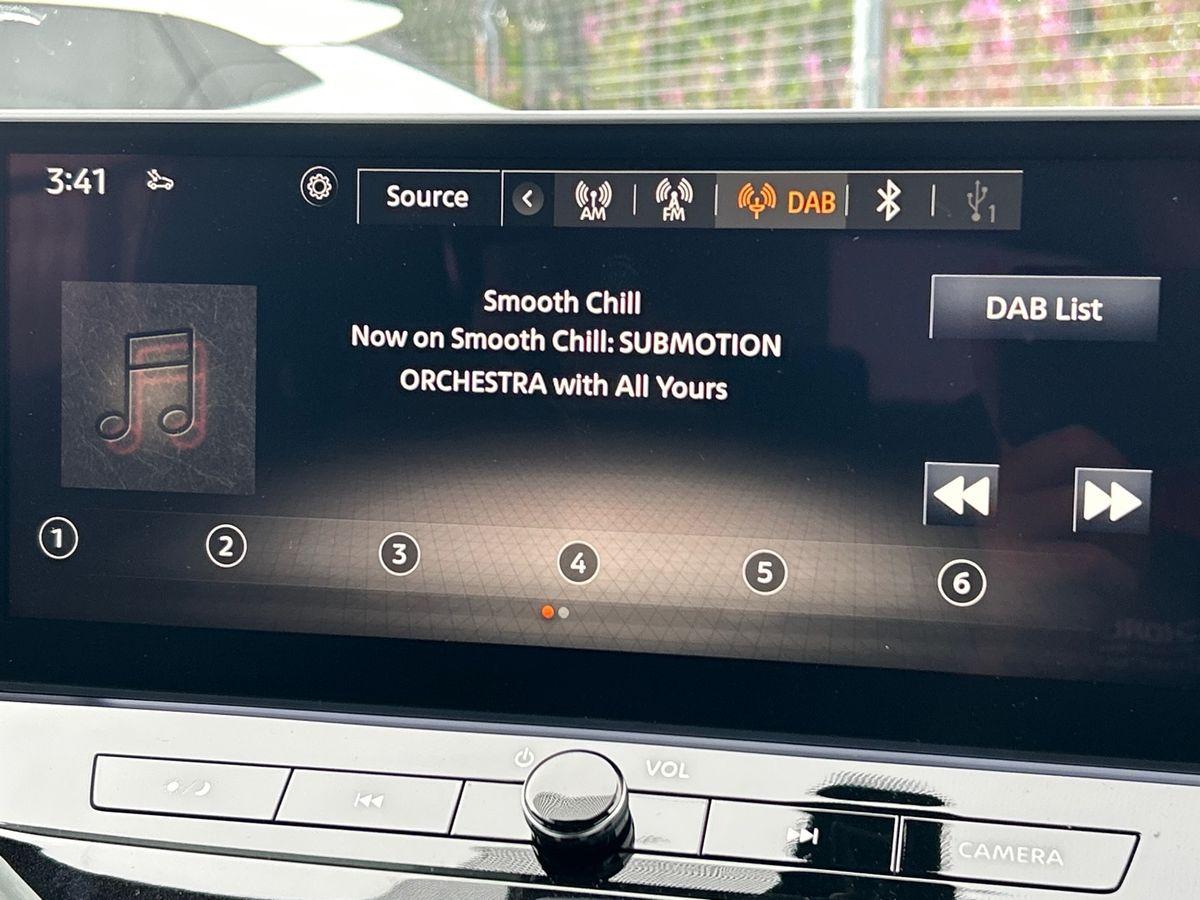 3:41
Source
AM
FM
DAB
1
Smooth Chill
DAB List
Now on Smooth Chill: SUBMOTION
ORCHESTRA with All Yours
1
2
3
4
5
6
VOL
CAMERA